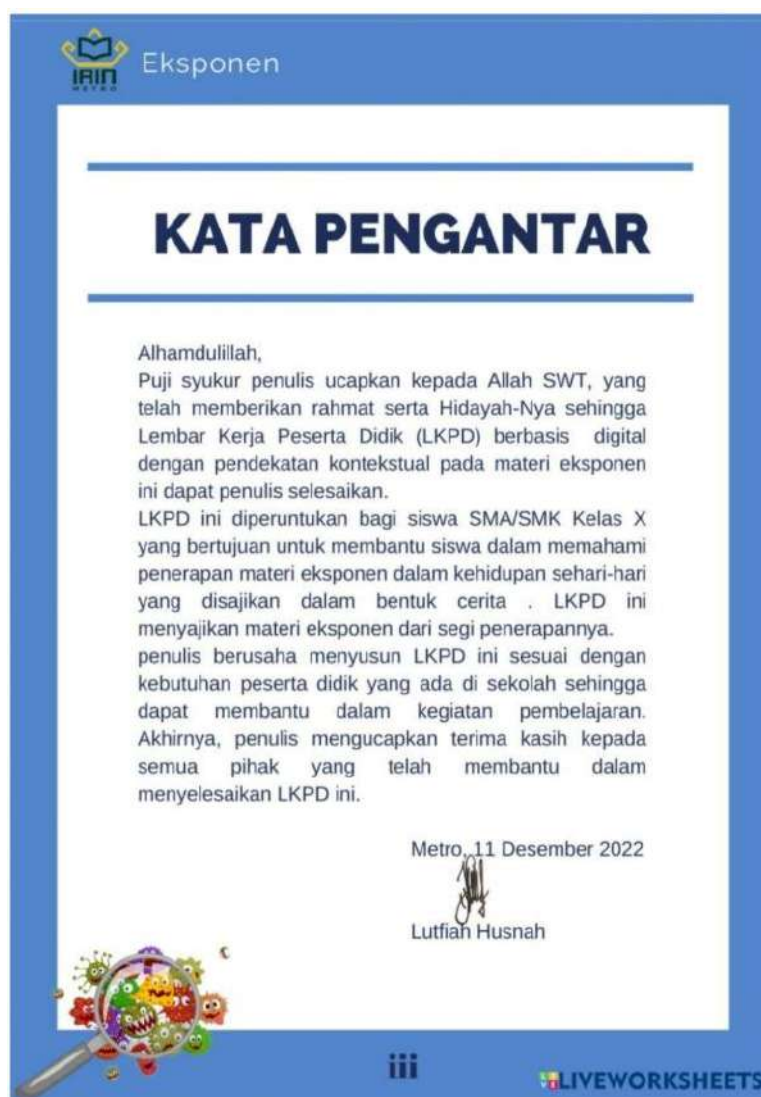 IAIN
METRO
Eksponen
KATA PENGANTAR
Alhamdulillah,
Puji syukur penulis ucapkan kepada Allah SWT, yang
telah memberikan rahmat serta Hidayah-Nya sehingga
Lembar Kerja Peserta Didik (LKPD) berbasis digital
dengan pendekatan kontekstual pada materi eksponen
ini dapat penulis selesaikan.
LKPD ini diperuntukan bagi siswa SMA/SMK Kelas X
yang bertujuan untuk membantu siswa dalam memahami
penerapan materi eksponen dalam kehidupan sehari-hari
yang disajikan dalam bentuk cerita . LKPD ini
menyajikan materi eksponen dari segi penerapannya.
penulis berusaha menyusun LKPD ini sesuai dengan
kebutuhan peserta didik yang ada di sekolah sehingga
dapat membantu dalam kegiatan pembelajaran.
Akhirnya, penulis mengucapkan terima kasih kepada
semua pihak yang telah membantu dalam
menyelesaikan LKPD ini.
Metro, 11 Desember 2022
Lutfiah Husnah
iii
LIVEWORKSHEETS